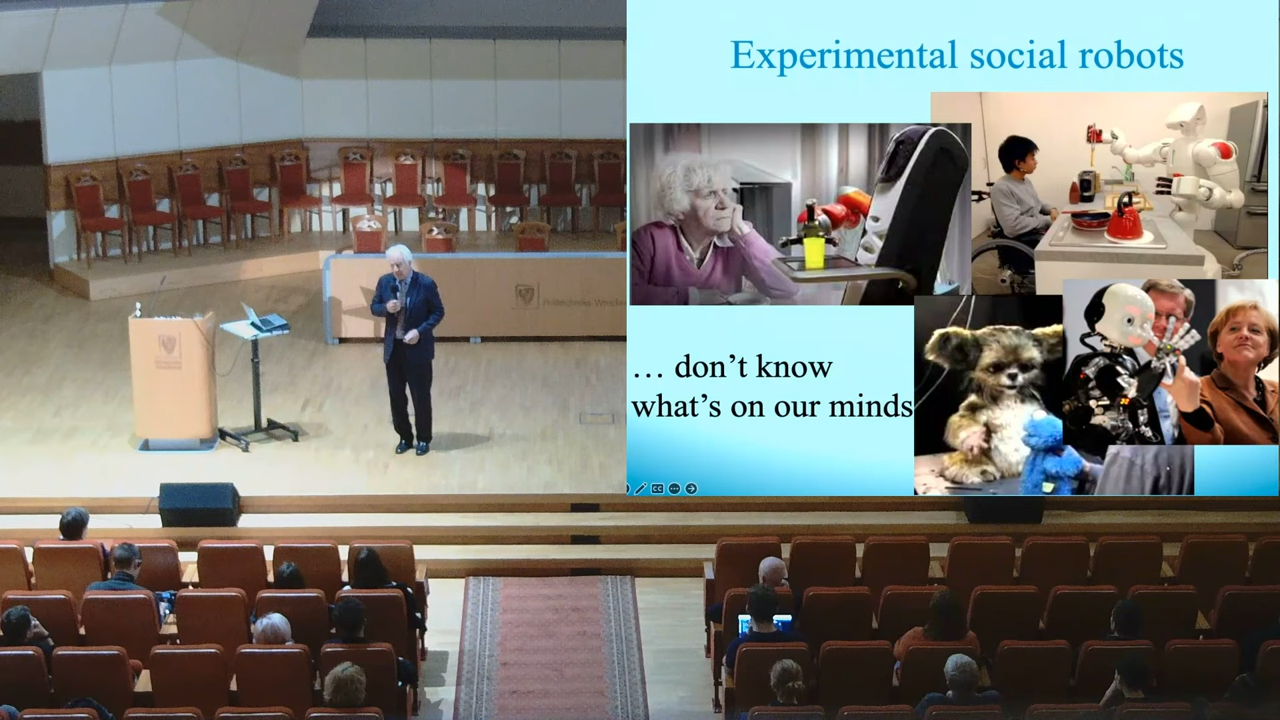 Experimental social robots
… don’t know
what’s on our minds